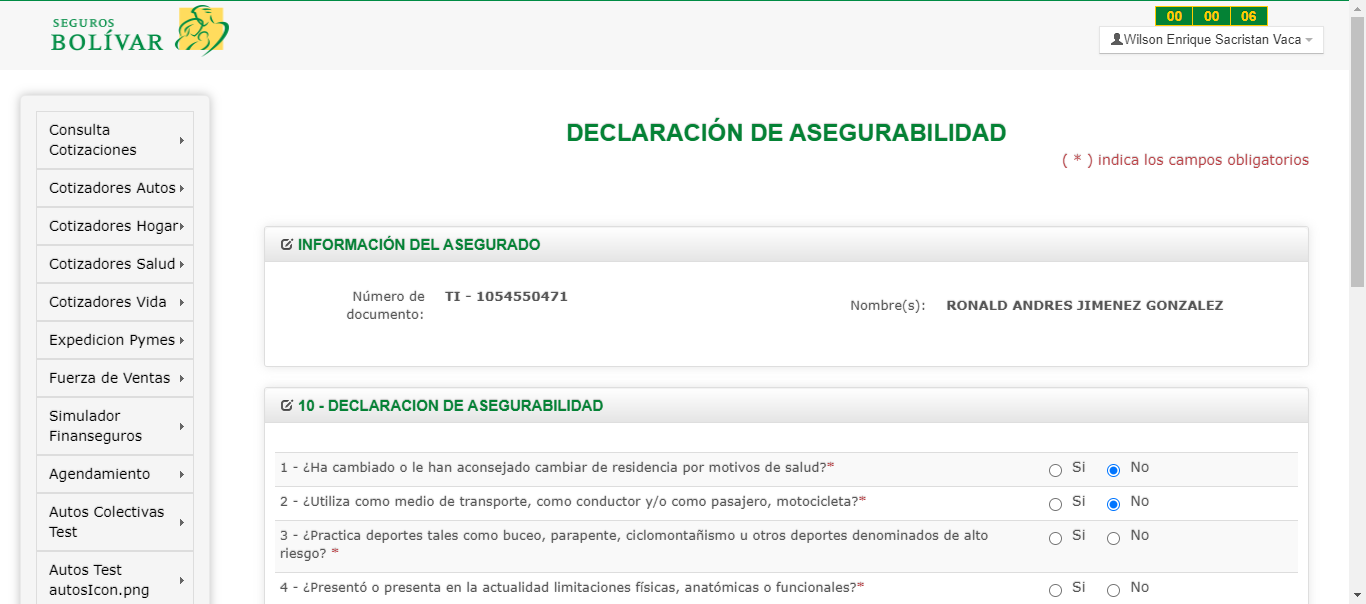 SEGUROS
BOLÍVAR
00 00 06
Wilson Enrique Sacristan Vaca
Consulta
Cotizaciones
Cotizadores Autos
Cotizadores Hogar
Cotizadores Salud
Cotizadores Vida
Expedicion Pymes
Fuerza de Ventas
Simulador
Finanseguros
Agendamiento
Autos Colectivas
Test
Autos Test
autosIcon.png
DECLARACIÓN DE ASEGURABILIDAD
( * ) indica los campos obligatorios
INFORMACIÓN DEL ASEGURADO
Número de
documento:
TI - 1054550471
Nombre(s): RONALD ANDRES JIMENEZ GONZALEZ
10 - DECLARACION DE ASEGURABILIDAD
1 - ¿Ha cambiado o le han aconsejado cambiar de residencia por motivos de salud?* Si No
2 - ¿Utiliza como medio de transporte, como conductor y/o como pasajero, motocicleta?* Si No
3 - ¿Practica deportes tales como buceo, parapente, ciclomontañismo u otros deportes denominados de alto
riesgo? * Si No
4 - ¿Presentó o presenta en la actualidad limitaciones físicas, anatómicas o funcionales?* Si No